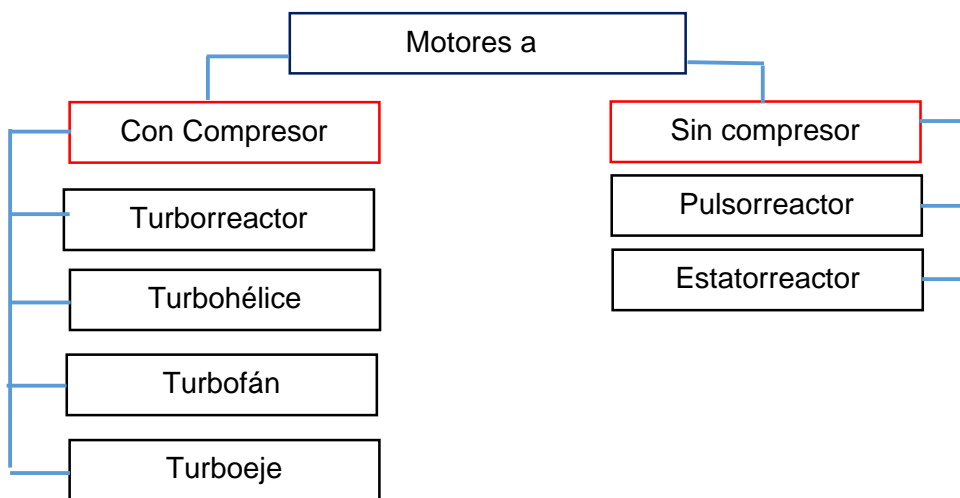 Motores a
Con Compresor
Turborreactor
Turbohélice
Turbofán
Turboeje
Sin compresor
Pulsorreactor
Estatorreactor